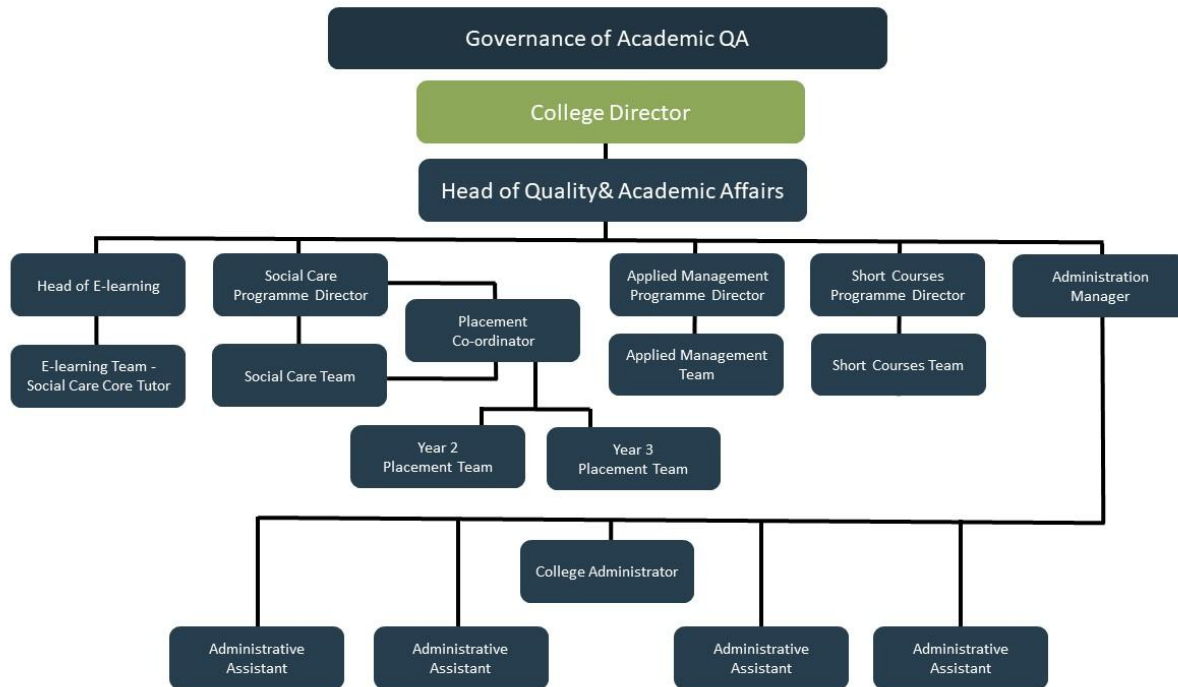 Governance of Academic QA
College Director
Head of Quality& Academic Affairs
Head of E-learning
Social Care
Programme Director
Applied Management
Programme Director
Short Courses
Programme Director
Administration
Manager
Placement
Co-ordinator
E-learning Team -
Social Care Core Tutor
Social Care Team
Applied Management
Team
Short Courses Team
Year 2
Placement Team
Year 3
Placement Team
College Administrator
Administrative
Assistant
Administrative
Assistant
Administrative
Assistant
Administrative
Assistant